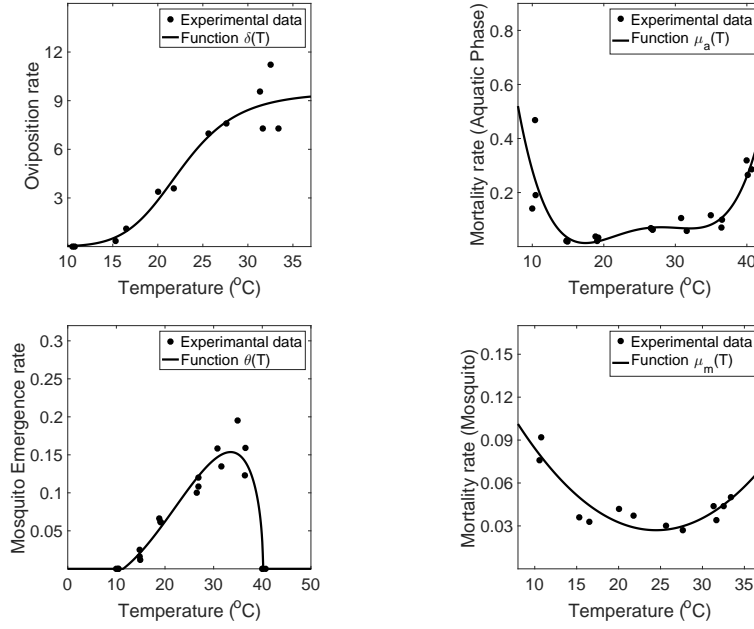 Experimental data
Function δ(T)
12
9
6
3
10 15 20 25 30 35
Oviposition rate
Temperature (°C)
Experimental data
Function μₐ(T)
0.8
0.6
0.4
0.2
10 20 30 40
Mortality rate (Aquatic Phase)
Temperature (°C)
Experimantal data
Function θ(T)
0.3
0.25
0.2
0.15
0.1
0.05
0 10 20 30 40 50
Mosquito Emergence rate
Temperature (°C)
Experimental data
Function μₘ(T)
0.15
0.12
0.09
0.06
0.03
10 15 20 25 30 35
Mortality rate (Mosquito)
Temperature (°C)